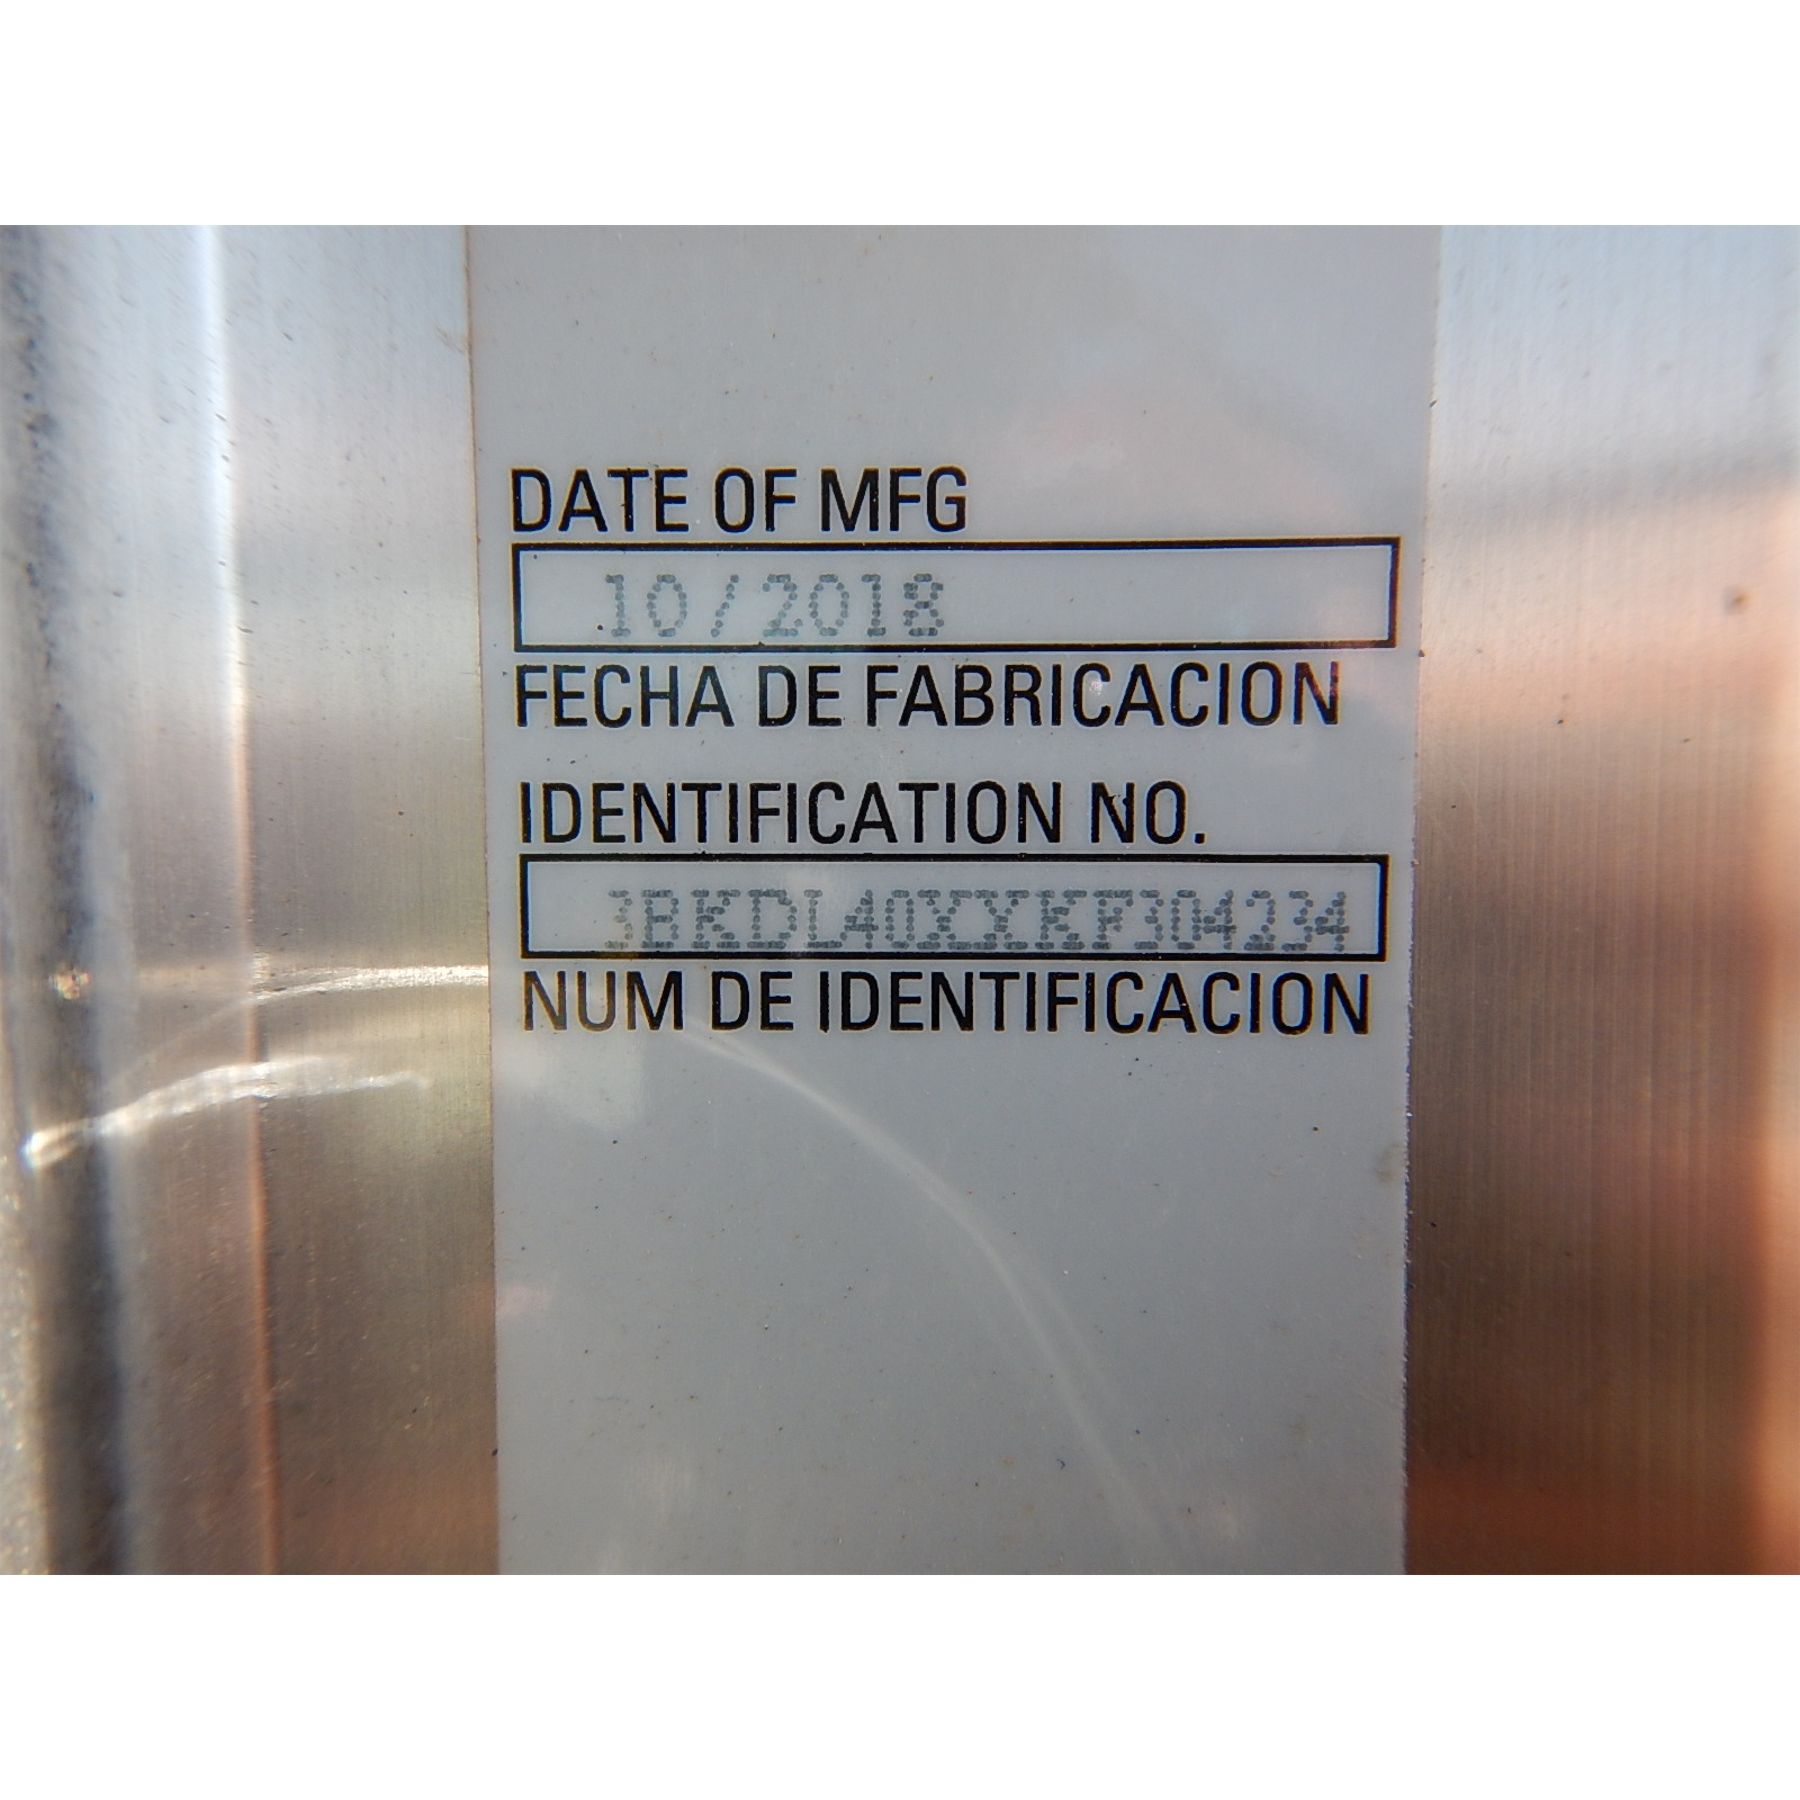 DATE OF MFG
10/2018
FECHA DE FABRICACION
IDENTIFICATION NO.
3BKDL40XXKF304234
NUM DE IDENTIFICACION